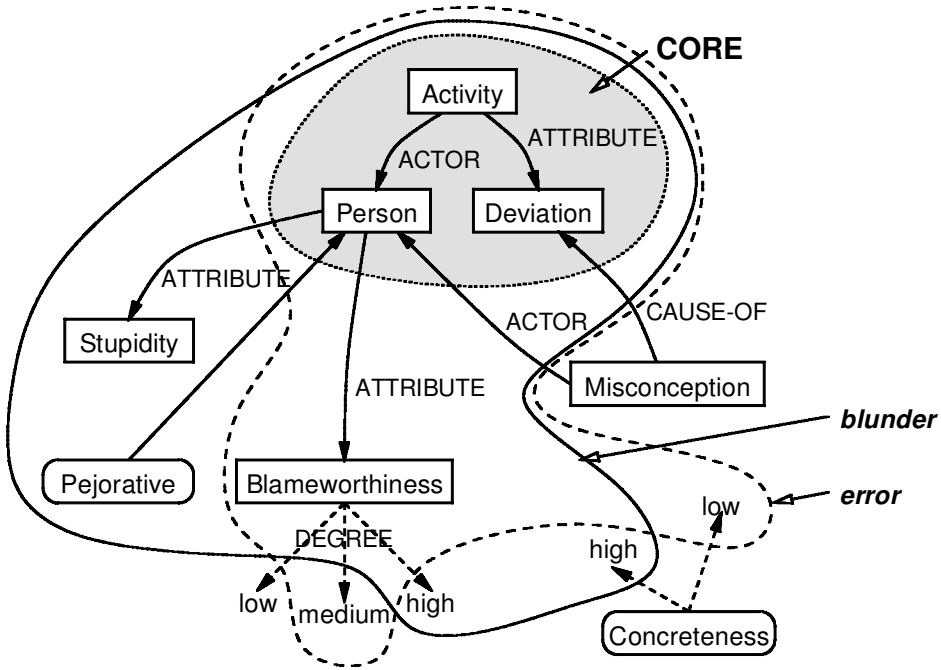 CORE
Activity
ATTRIBUTE
ACTOR
Person
Deviation
ATTRIBUTE
ACTOR
CAUSE-OF
Stupidity
ATTRIBUTE
Misconception
blunder
Pejorative
Blameworthiness
error
low
DEGREE
high
low
medium
high
Concreteness